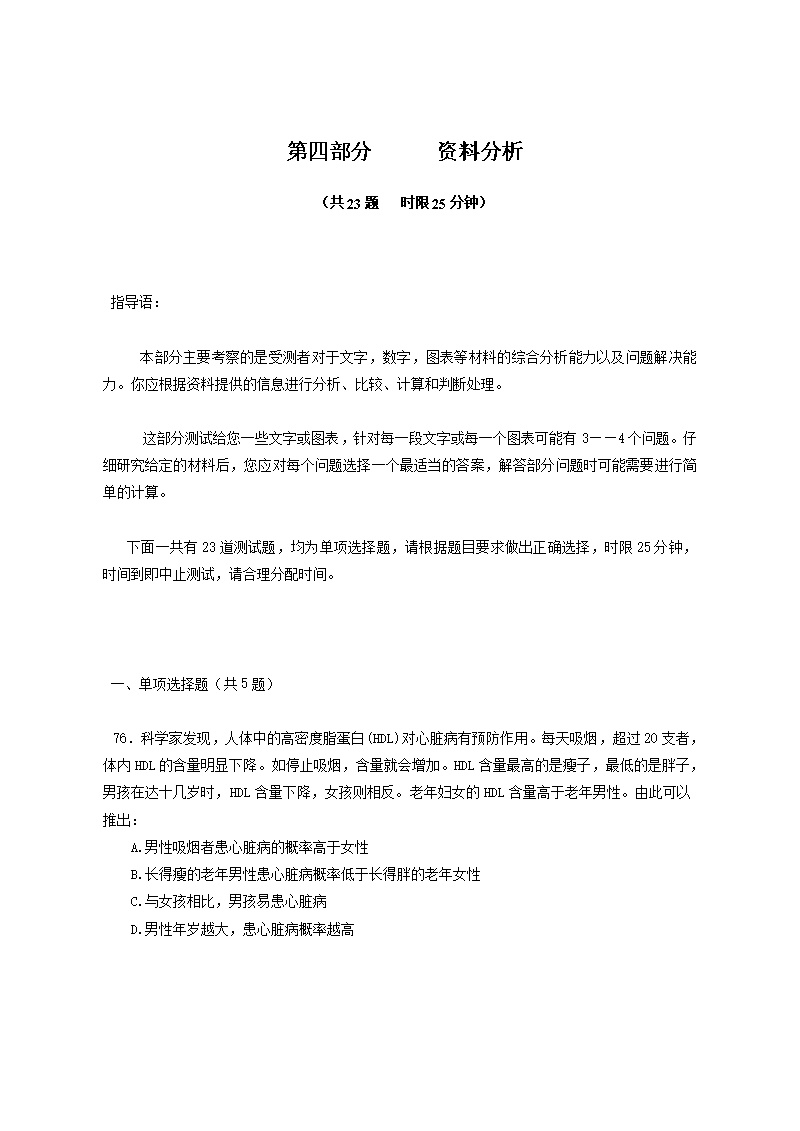 第四部分 资料分析
（共23题 时限25分钟）
指导语：
本部分主要考察的是受测者对于文字，数字，图表等材料的综合分析能力以及问题解决能
力。你应根据资料提供的信息进行分析、比较、计算和判断处理。
这部分测试给您一些文字或图表，针对每一段文字或每一个图表可能有 3——4 个问题。仔
细研究给定的材料后，您应对每个问题选择一个最适当的答案，解答部分问题时可能需要进行简
单的计算。
下面一共有 23 道测试题，均为单项选择题，请根据题目要求做出正确选择，时限 25 分钟，
时间到即中止测试，请合理分配时间。
一、单项选择题（共 5 题）
76．科学家发现，人体中的高密度脂蛋白(HDL)对心脏病有预防作用。每天吸烟，超过 20 支者，
体内 HDL 的含量明显下降。如停止吸烟，含量就会增加。HDL 含量最高的是瘦子，最低的是胖子，
男孩在达十几岁时，HDL 含量下降，女孩则相反。老年妇女的 HDL 含量高于老年男性。由此可以
推出：
A.男性吸烟者患心脏病的概率高于女性
B.长得瘦的老年男性患心脏病概率低于长得胖的老年女性
C.与女孩相比，男孩易患心脏病
D.男性年岁越大，患心脏病概率越高